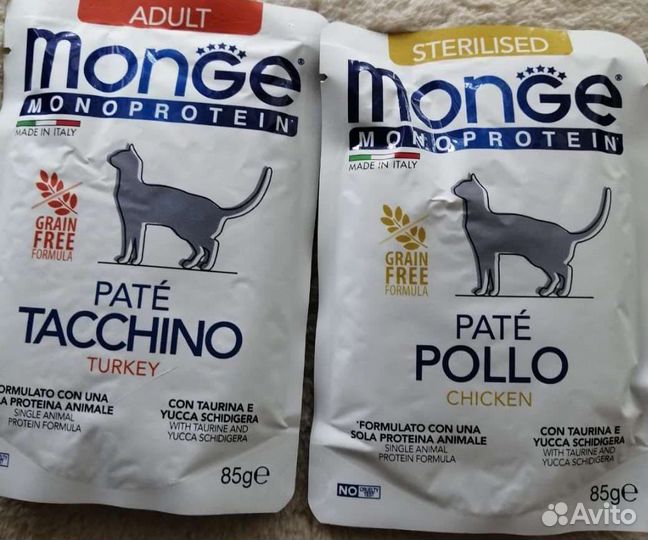 ADULT
monGe®
MONOPROTEIN
MADE IN ITALY
GRAIN
FREE
FORMULA
PATÉ
TACCHINO
TURKEY
FORMULATO CON UNA
PROTEINA ANIMALE
SINGLE ANIMAL
PROTEIN FORMULA
CON TAURINA E
YUCCA SCHIDIGERA
WITH TAURINE AND
YUCCA SCHIDIGERA
85g℮
STERILISED
monGe®
MONOPROTEIN
MADE IN ITALY
GRAIN
FREE
FORMULA
PATÉ
POLLO
CHICKEN
*FORMULATO CON UNA
SOLA PROTEINA ANIMALE
SINGLE ANIMAL
PROTEIN FORMULA
CON TAURINA E
YUCCA SCHIDIGERA
WITH TAURINE AND
YUCCA SCHIDIGERA
NO CRUELTY
TEST
85g℮
Avito